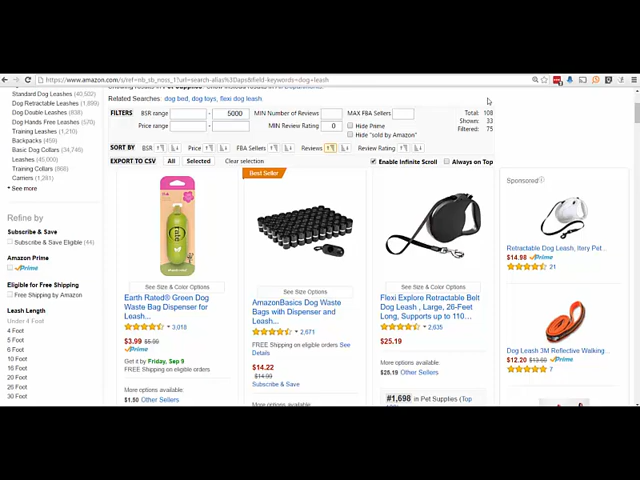 https://www.amazon.com/s/ref=nb_sb_noss_1?url=search-alias%3Daps&field-keywords=dog+leash
Related Searches: dog bed, dog toys, flexi dog leash
Standard Dog Leashes (40,502)
Dog Retractable Leashes (1,899)
Dog Double Leashes (838)
Dog Hands Free Leashes (570)
Training Leashes (1,210)
Backpacks (459)
Basic Dog Collars (34,746)
Leashes (45,000)
Training Collars (868)
Carriers (1,281)
See more
Refine by
Subscribe & Save
Subscribe & Save Eligible (44)
Amazon Prime
Prime
Eligible for Free Shipping
Free Shipping by Amazon
Leash Length
Under 4 Foot
4 Foot
5 Foot
6 Foot
10 Foot
16 Foot
20 Foot
26 Foot
30 Foot
FILTERS BSR range - 5000 MIN Number of Reviews MAX FBA Sellers
Price range - MIN Review Rating 0 Hide Prime
Hide "sold by Amazon"
Total: 108
Shown: 33
Filtered: 75
SORT BY BSR Price FBA Sellers Reviews Review Rating
EXPORT TO CSV All Selected Clear selection Enable Infinite Scroll Always on Top
See Size & Color Options
Earth Rated® Green Dog
Waste Bag Dispenser for
Leash...
3,018
$3.99 $5.99
Prime
Get it by Friday, Sep 9
FREE Shipping on eligible orders
More options available:
$1.50 Other Sellers
Best Seller
See Size Options
AmazonBasics Dog Waste
Bags with Dispenser and
Leash...
2,671
FREE Shipping on eligible orders See
Details
$14.22
$14.99
Subscribe & Save
More options available:
See Size & Color Options
Flexi Explore Retractable Belt
Dog Leash , Large, 26-Feet
Long, Supports up to 110...
2,635
$25.19
More options available:
$25.19 Other Sellers
#1,698 in Pet Supplies (Top
Sponsored
Retractable Dog Leash, Itery Pet...
$14.98 Prime
21
Dog Leash 3M Reflective Walking...
$12.20 Prime
7